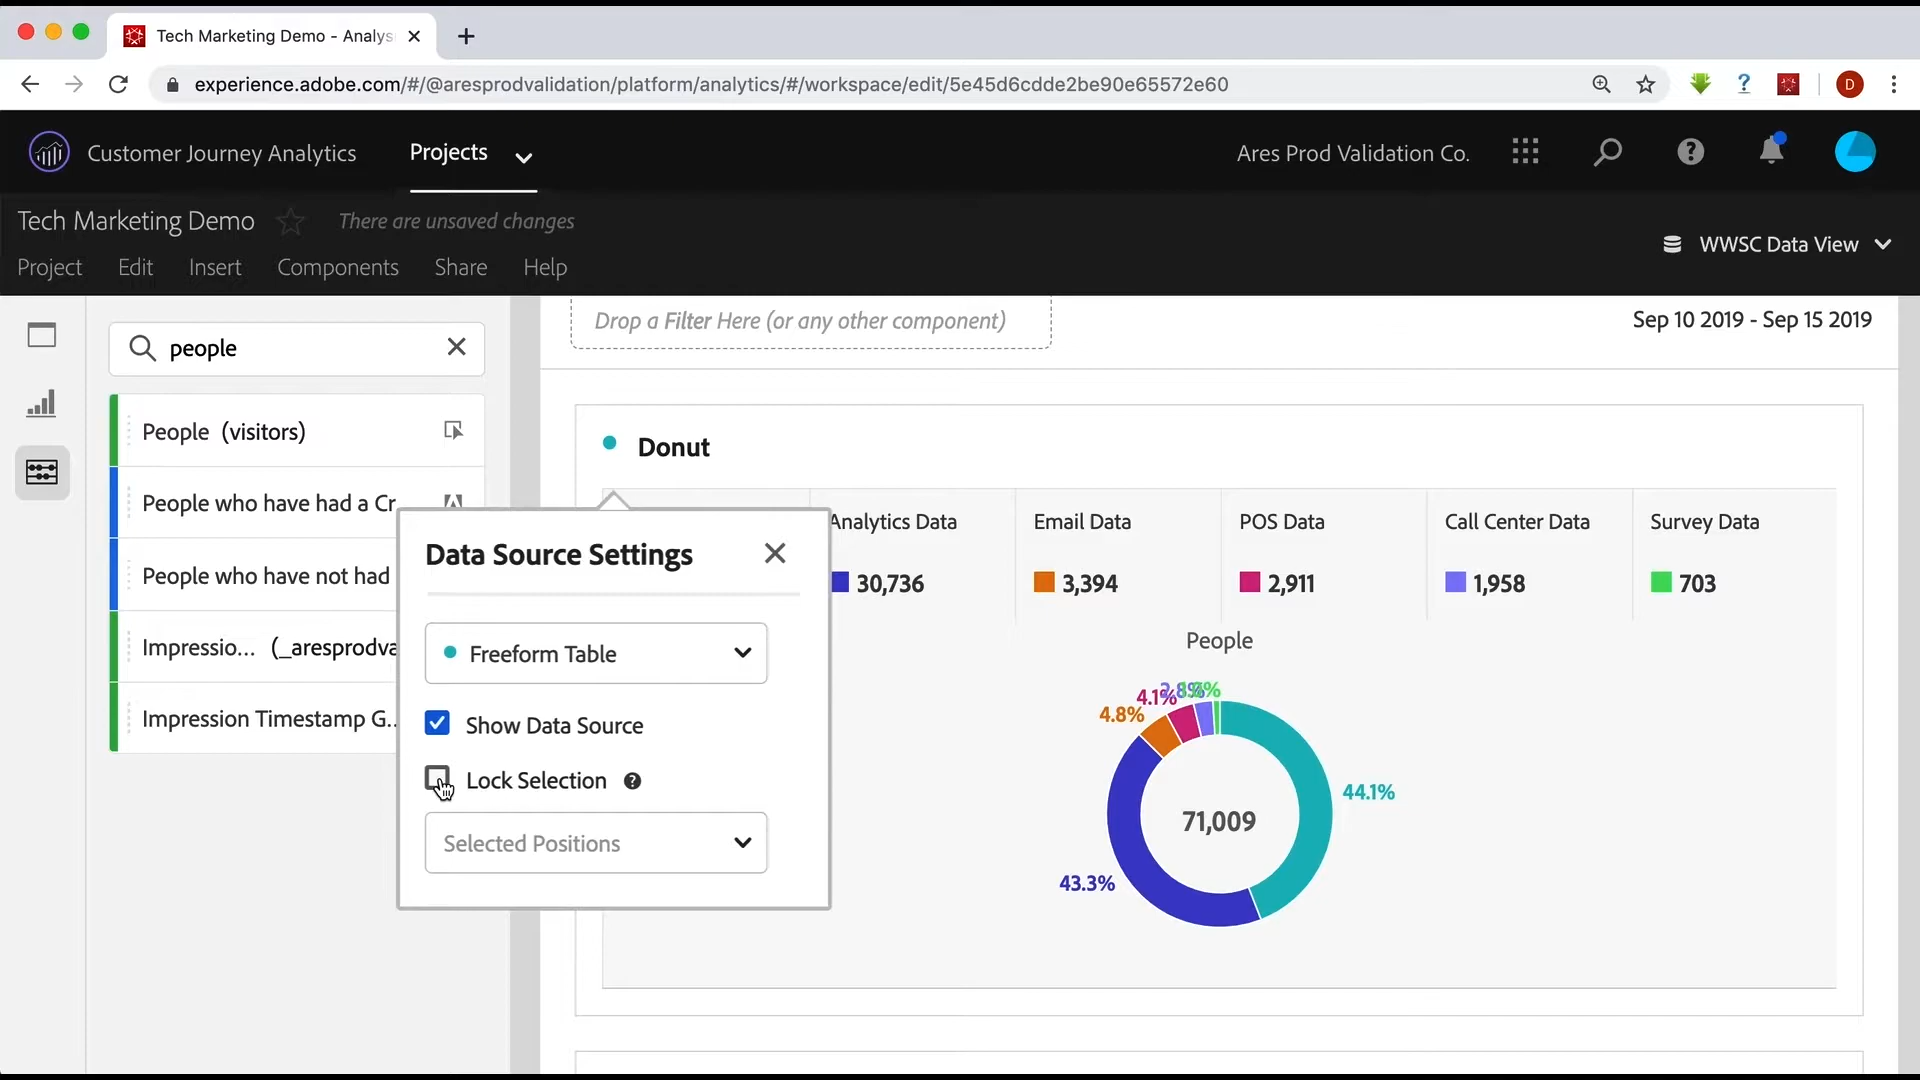 Tech Marketing Demo - Analys
experience.adobe.com/#/@aresprodvalidation/platform/analytics/#/workspace/edit/5e45d6cdde2be90e65572e60
?
D
Customer Journey Analytics
Projects
Ares Prod Validation Co.
?
Tech Marketing Demo
There are unsaved changes
WWSC Data View
Project
Edit
Insert
Components
Share
Help
people
People (visitors)
People who have had a Cr
People who have not had
Impressio... (_aresprodva
Impression Timestamp G...
Drop a Filter Here (or any other component)
Sep 10 2019 - Sep 15 2019
Donut
Analytics Data
30,736
Email Data
3,394
POS Data
2,911
Call Center Data
1,958
Survey Data
703
Data Source Settings
Freeform Table
Show Data Source
Lock Selection ?
Selected Positions
People
2.8%
4.1%
4.8%
44.1%
71,009
43.3%